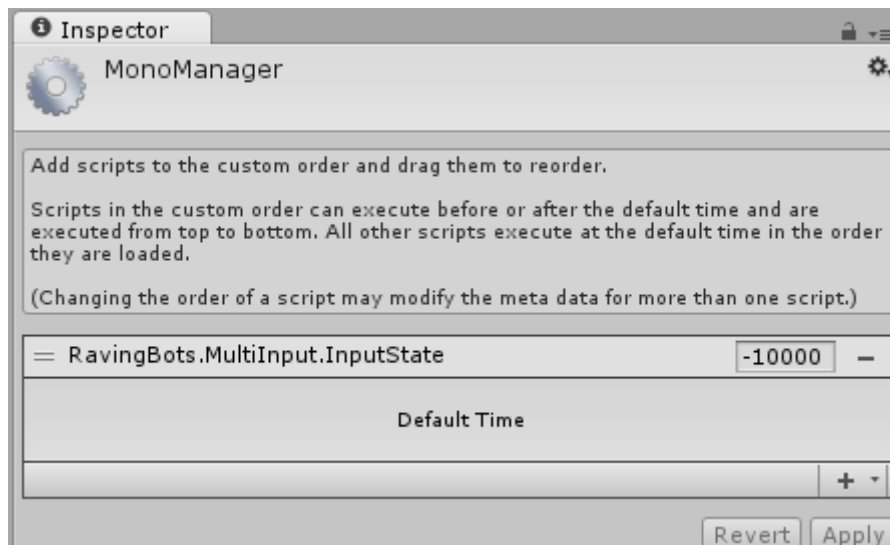 Inspector
MonoManager
Add scripts to the custom order and drag them to reorder.
Scripts in the custom order can execute before or after the default time and are
executed from top to bottom. All other scripts execute at the default time in the order
they are loaded.
(Changing the order of a script may modify the meta data for more than one script.)
RavingBots.MultiInput.InputState -10000
Default Time
Revert Apply